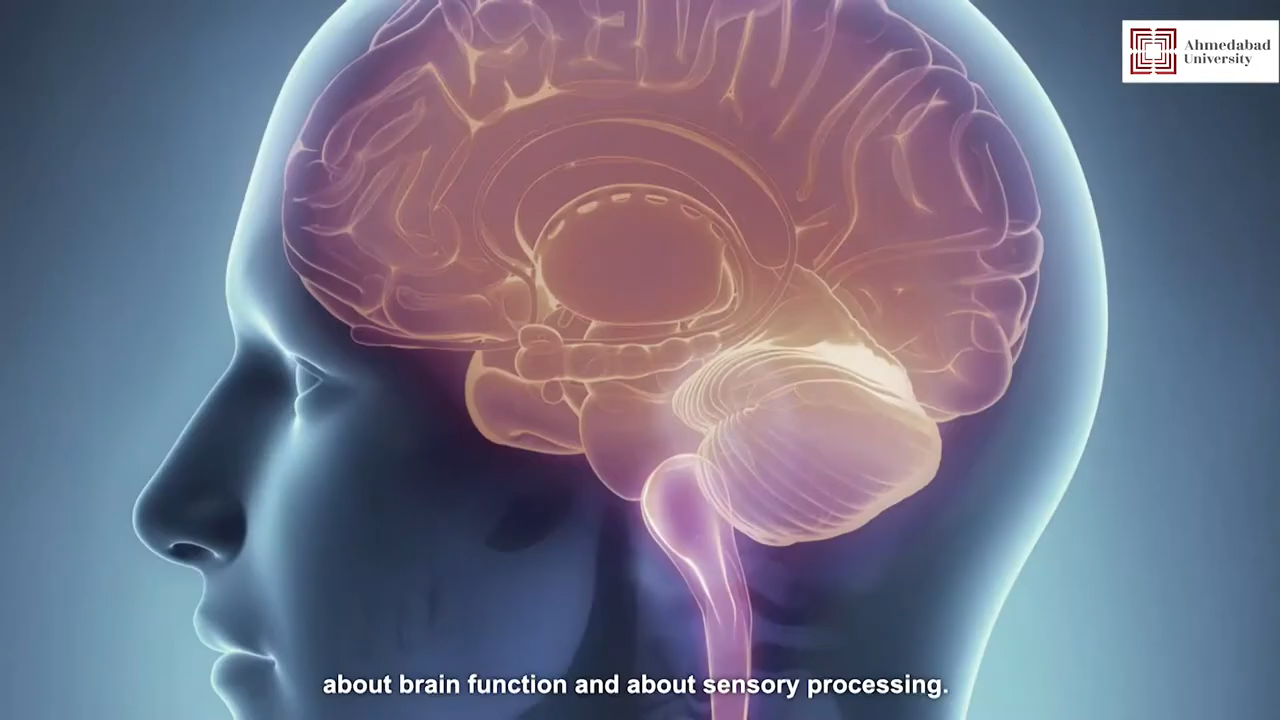 Ahmedabad
University
about brain function and about sensory processing.